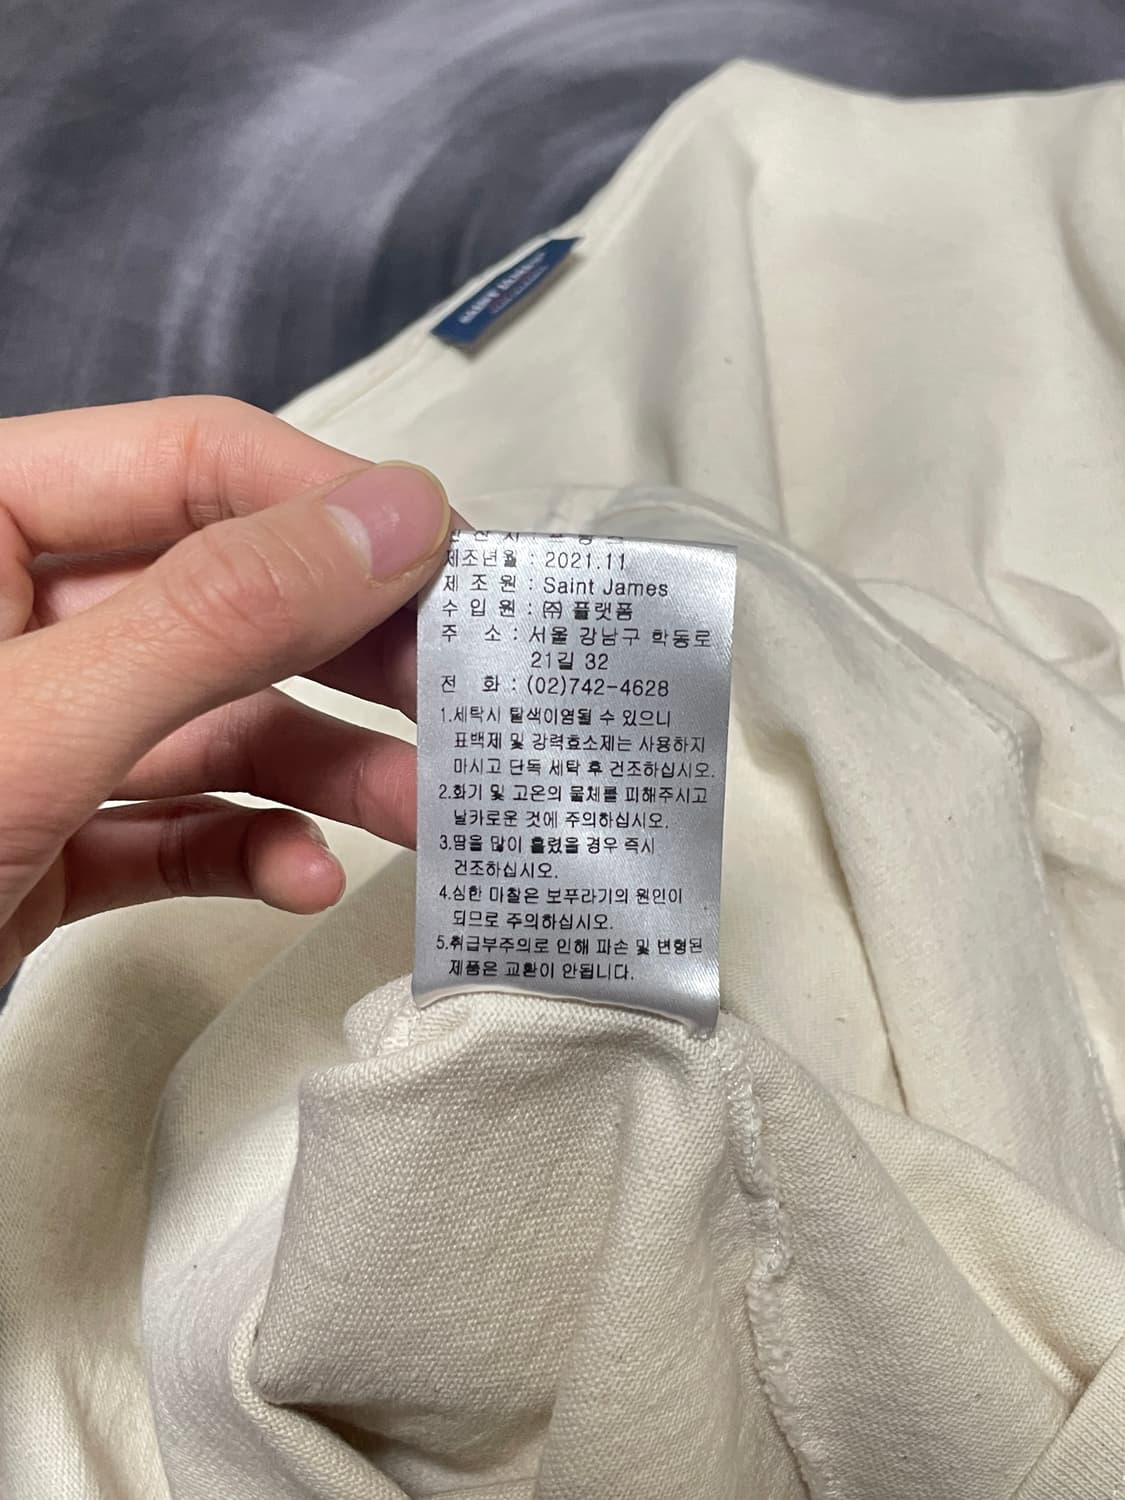 SAINT JAMES
제조년월 : 2021.11
제 조 원 : Saint James
수 입 원 : ㈜ 플랫폼
주 소 : 서울 강남구 학동로
21길 32
전 화 : (02)742-4628
1.세탁시 탈색이염될 수 있으니
표백제 및 강력효소제는 사용하지
마시고 단독 세탁 후 건조하십시오.
2.화기 및 고온의 물체를 피해주시고
날카로운 것에 주의하십시오.
3.땀을 많이 흘렸을 경우 즉시
건조하십시오.
4.심한 마찰은 보푸라기의 원인이
되므로 주의하십시오.
5.취급부주의로 인해 파손 및 변형된
제품은 교환이 안됩니다.